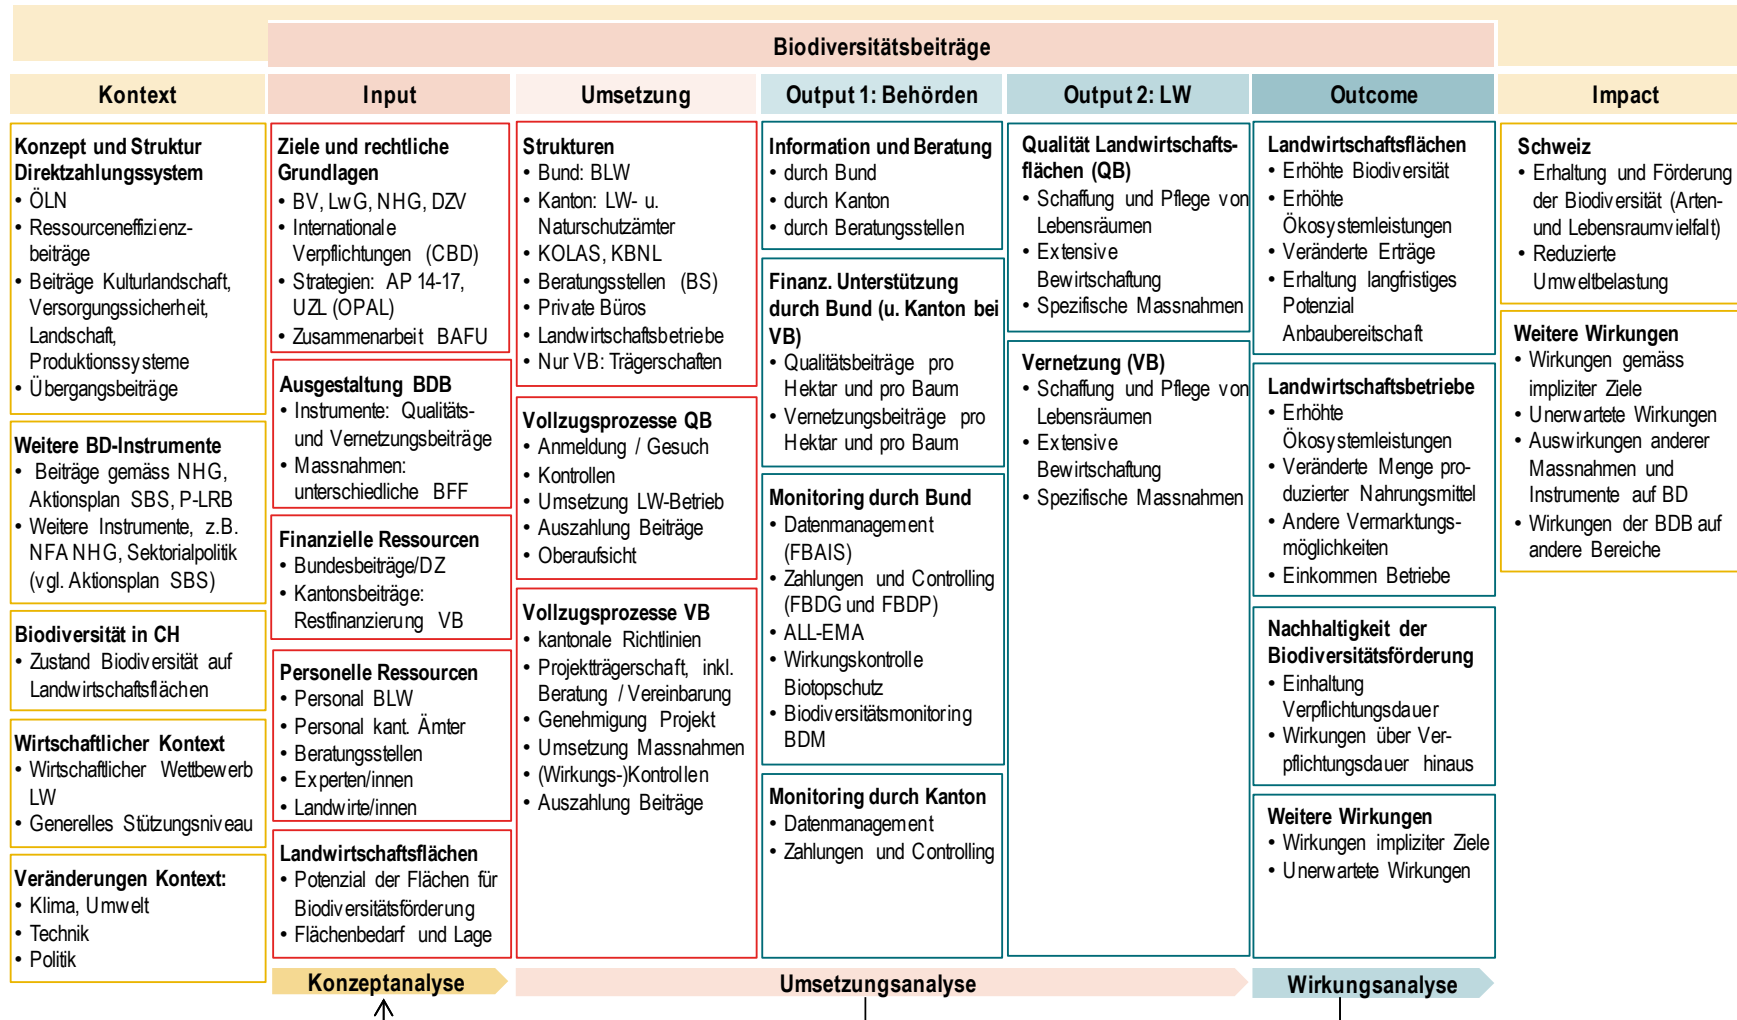 Biodiversitätsbeiträge
Kontext
Input
Umsetzung
Output 1: Behörden
Output 2: LW
Outcome
Impact
Konzept und Struktur
Direktzahlungssystem
• ÖLN
• Ressourceneffizienz-
beiträge
• Beiträge Kulturlandschaft,
Versorgungssicherheit,
Landschaft,
Produktionssysteme
• Übergangsbeiträge
Weitere BD-Instrumente
• Beiträge gemäss NHG,
Aktionsplan SBS, P-LRB
• Weitere Instrumente, z.B.
NFA NHG, Sektorialpolitik
(vgl. Aktionsplan SBS)
Biodiversität in CH
• Zustand Biodiversität auf
Landwirtschaftsflächen
Wirtschaftlicher Kontext
• Wirtschaftlicher Wettbewerb
LW
• Generelles Stützungsniveau
Veränderungen Kontext:
• Klima, Umwelt
• Technik
• Politik
Ziele und rechtliche
Grundlagen
• BV, LwG, NHG, DZV
• Internationale
Verpflichtungen (CBD)
• Strategien: AP 14-17,
UZL (OPAL)
• Zusammenarbeit BAFU
Ausgestaltung BDB
• Instrumente: Qualitäts-
und Vernetzungsbeiträge
• Massnahmen:
unterschiedliche BFF
Finanzielle Ressourcen
• Bundesbeiträge/DZ
• Kantonsbeiträge:
Restfinanzierung VB
Personelle Ressourcen
• Personal BLW
• Personal kant. Ämter
• Beratungsstellen
• Experten/innen
• Landwirte/innen
Landwirtschaftsflächen
• Potenzial der Flächen für
Biodiversitätsförderung
• Flächenbedarf und Lage
Strukturen
• Bund: BLW
• Kanton: LW- u.
Naturschutzämter
• KOLAS, KBNL
• Beratungsstellen (BS)
• Private Büros
• Landwirtschaftsbetriebe
• Nur VB: Trägerschaften
Vollzugsprozesse QB
• Anmeldung / Gesuch
• Kontrollen
• Umsetzung LW-Betrieb
• Auszahlung Beiträge
• Oberaufsicht
Vollzugsprozesse VB
• kantonale Richtlinien
• Projektträgerschaft, inkl.
Beratung / Vereinbarung
• Genehmigung Projekt
• Umsetzung Massnahmen
• (Wirkungs-)Kontrollen
• Auszahlung Beiträge
Information und Beratung
• durch Bund
• durch Kanton
• durch Beratungsstellen
Finanz. Unterstützung
durch Bund (u. Kanton bei
VB)
• Qualitätsbeiträge pro
Hektar und pro Baum
• Vernetzungsbeiträge pro
Hektar und pro Baum
Monitoring durch Bund
• Datenmanagement
(FBAIS)
• Zahlungen und Controlling
(FBDG und FBDP)
• ALL-EMA
• Wirkungskontrolle
Biotopschutz
• Biodiversitätsmonitoring
BDM
Monitoring durch Kanton
• Datenmanagement
• Zahlungen und Controlling
Qualität Landwirtschafts-
flächen (QB)
• Schaffung und Pflege von
Lebensräumen
• Extensive
Bewirtschaftung
• Spezifische Massnahmen
Vernetzung (VB)
• Schaffung und Pflege von
Lebensräumen
• Extensive
Bewirtschaftung
• Spezifische Massnahmen
Landwirtschaftsflächen
• Erhöhte Biodiversität
• Erhöhte
Ökosystemleistungen
• Veränderte Erträge
• Erhaltung langfristiges
Potenzial
Anbaubereitschaft
Landwirtschaftsbetriebe
• Erhöhte
Ökosystemleistungen
• Veränderte Menge pro-
duzierter Nahrungsmittel
• Andere Vermarktungs-
möglichkeiten
• Einkommen Betriebe
Nachhaltigkeit der
Biodiversitätsförderung
• Einhaltung
Verpflichtungsdauer
• Wirkungen über Ver-
pflichtungsdauer hinaus
Weitere Wirkungen
• Wirkungen impliziter Ziele
• Unerwartete Wirkungen
Schweiz
• Erhaltung und Förderung
der Biodiversität (Arten-
und Lebensraumvielfalt)
• Reduzierte
Umweltbelastung
Weitere Wirkungen
• Wirkungen gemäss
impliziter Ziele
• Unerwartete Wirkungen
• Auswirkungen anderer
Massnahmen und
Instrumente auf BD
• Wirkungen der BDB auf
andere Bereiche
Konzeptanalyse
Umsetzungsanalyse
Wirkungsanalyse